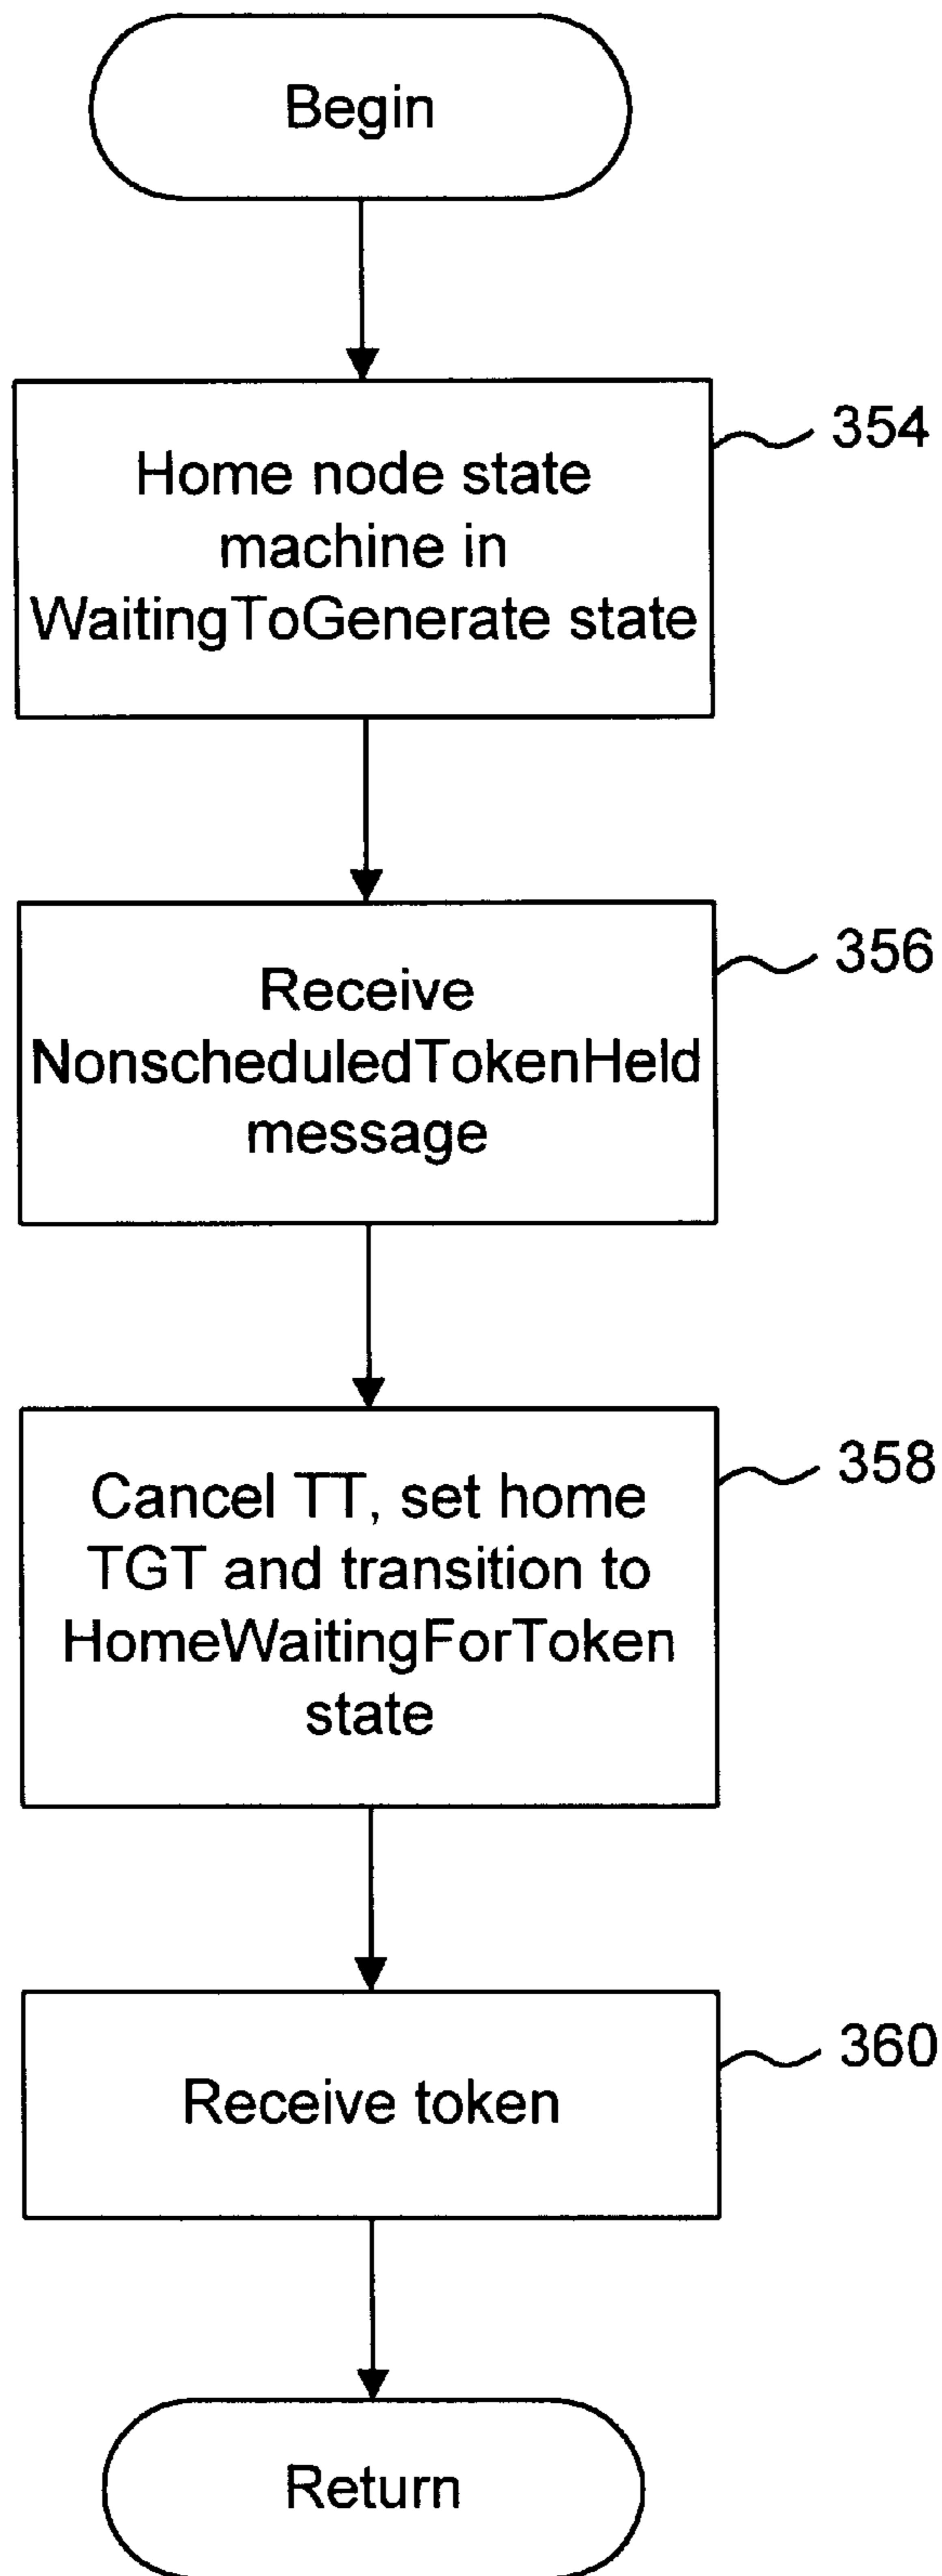 Begin
354
Home node state
machine in
WaitingToGenerate state
356
Receive
NonscheduledTokenHeld
message
358
Cancel TT, set home
TGT and transition to
HomeWaitingForToken
state
360
Receive token
Return